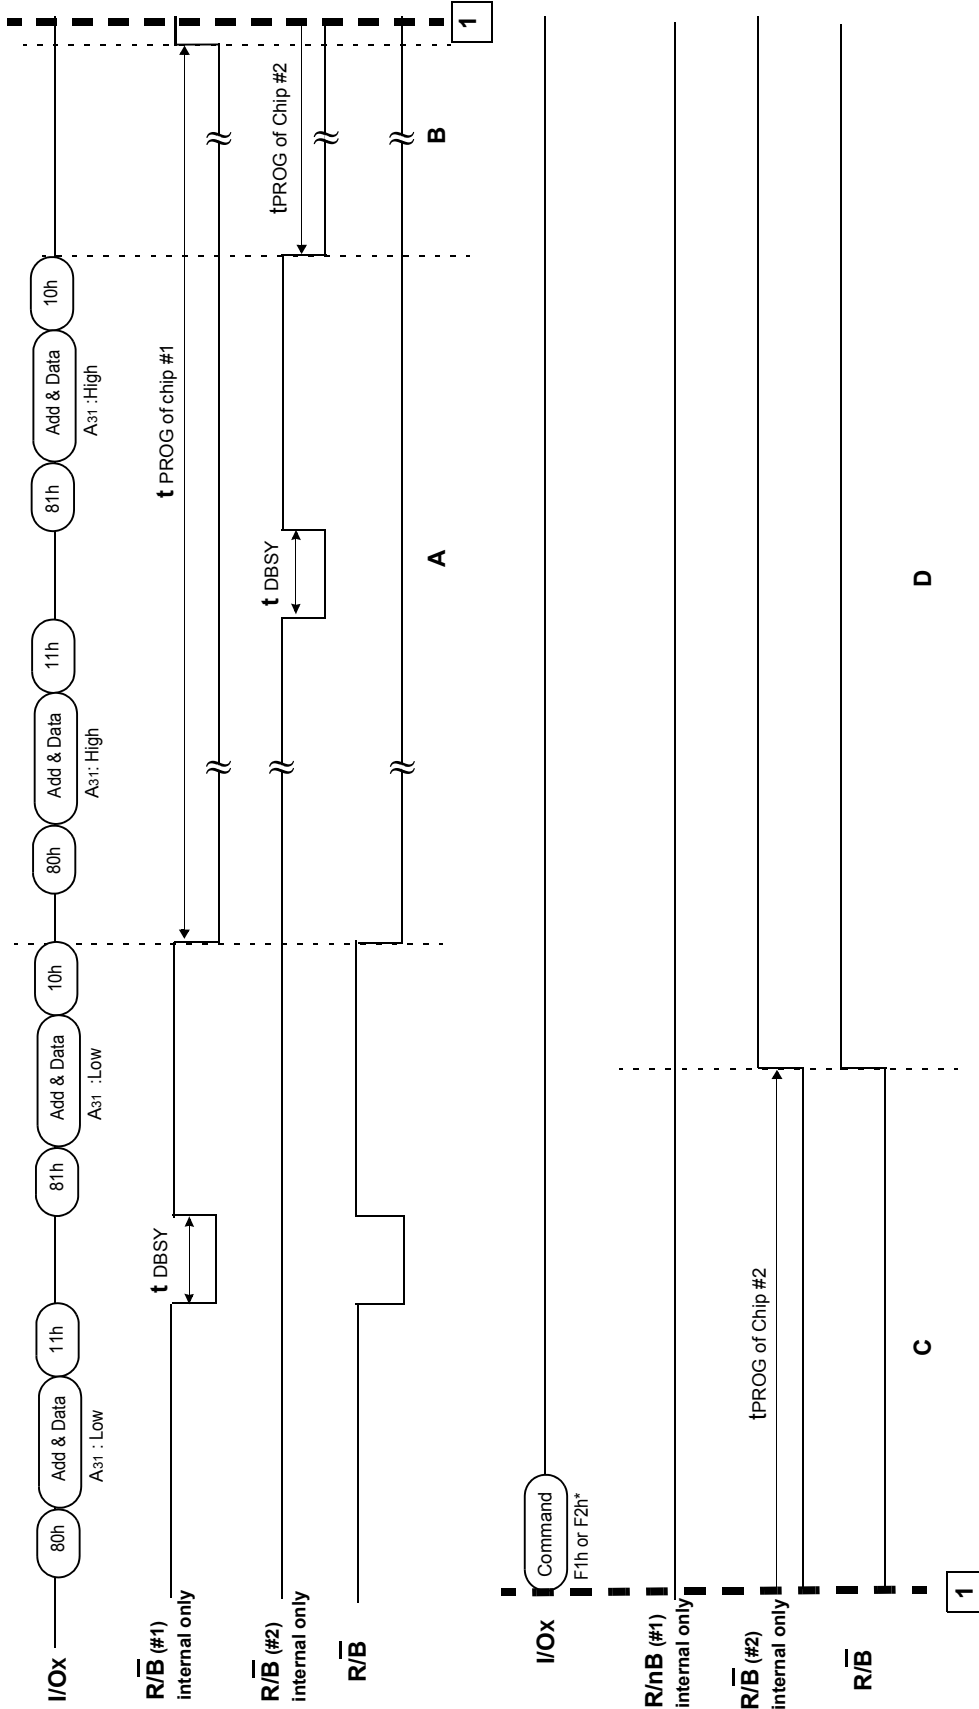 I/Ox
80h
Add & Data
11h
81h
Add & Data
10h
80h
Add & Data
11h
81h
Add & Data
10h
A31 : Low
A31 :Low
A31: High
A31 :High
R/B (#1)
internal only
t DBSY
t PROG of chip #1
R/B (#2)
internal only
t DBSY
tPROG of Chip #2
R/B
A
B
1
I/Ox
Command
F1h or F2h*
R/nB (#1)
internal only
R/B (#2)
internal only
tPROG of Chip #2
R/B
C
D
1